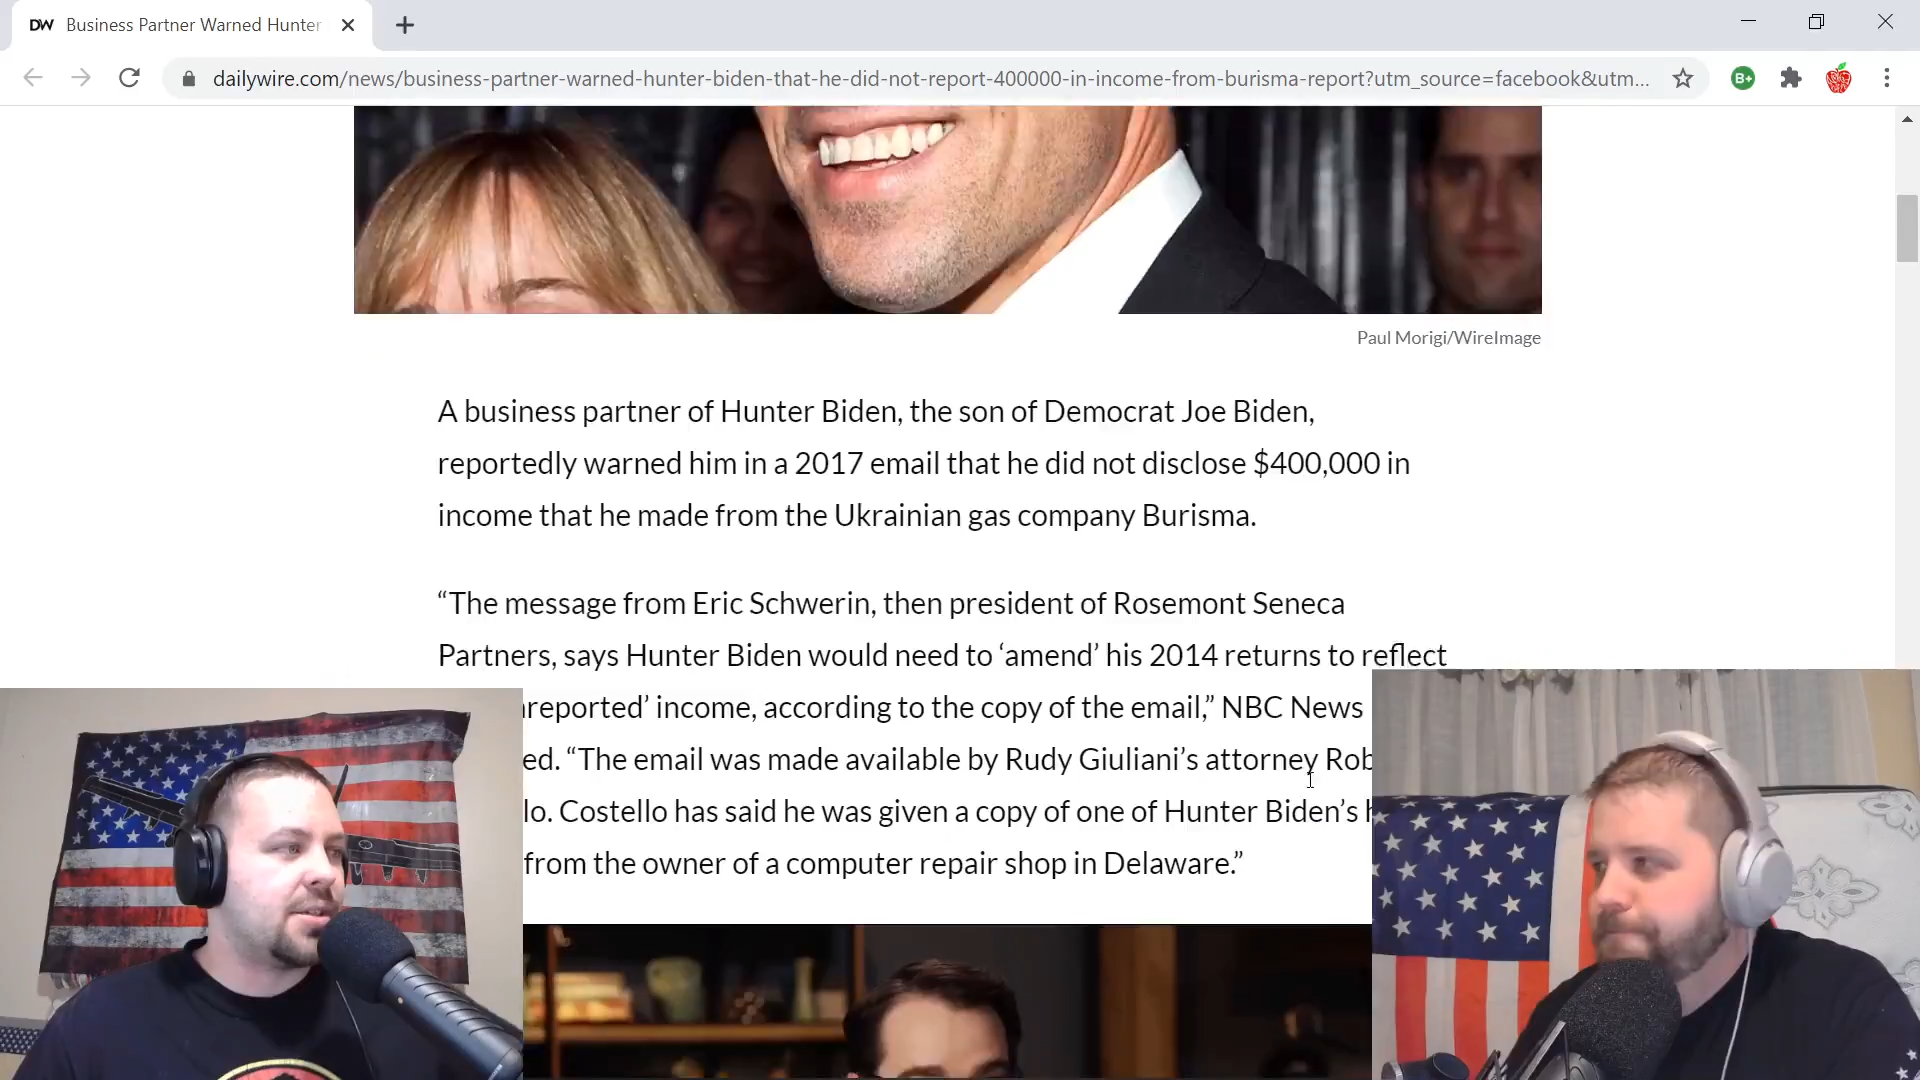 DW Business Partner Warned Hunter
dailywire.com/news/business-partner-warned-hunter-biden-that-he-did-not-report-400000-in-income-from-burisma-report?utm_source=facebook&utm...
B+
Paul Morigi/WireImage
A business partner of Hunter Biden, the son of Democrat Joe Biden,
reportedly warned him in a 2017 email that he did not disclose $400,000 in
income that he made from the Ukrainian gas company Burisma.
“The message from Eric Schwerin, then president of Rosemont Seneca
Partners, says Hunter Biden would need to ‘amend’ his 2014 returns to reflect
reported’ income, according to the copy of the email,” NBC News
ed. “The email was made available by Rudy Giuliani’s attorney Rob
lo. Costello has said he was given a copy of one of Hunter Biden’s h
from the owner of a computer repair shop in Delaware.”